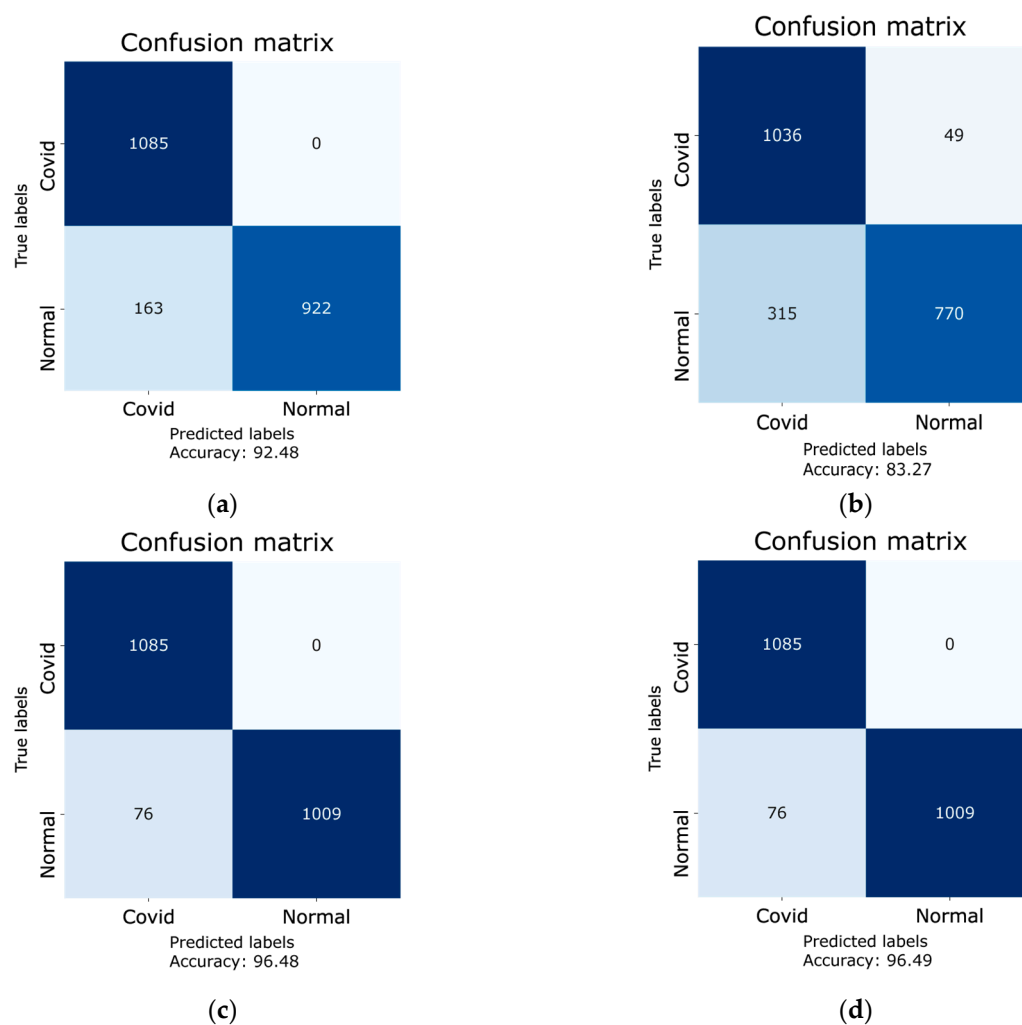 Confusion matrix
Covid
1085
0
True labels
Normal
163
922
Covid Normal
Predicted labels
Accuracy: 92.48
(a)
Confusion matrix
Covid
1036
49
True labels
Normal
315
770
Covid Normal
Predicted labels
Accuracy: 83.27
(b)
Confusion matrix
Covid
1085
0
True labels
Normal
76
1009
Covid Normal
Predicted labels
Accuracy: 96.48
(c)
Confusion matrix
Covid
1085
0
True labels
Normal
76
1009
Covid Normal
Predicted labels
Accuracy: 96.49
(d)